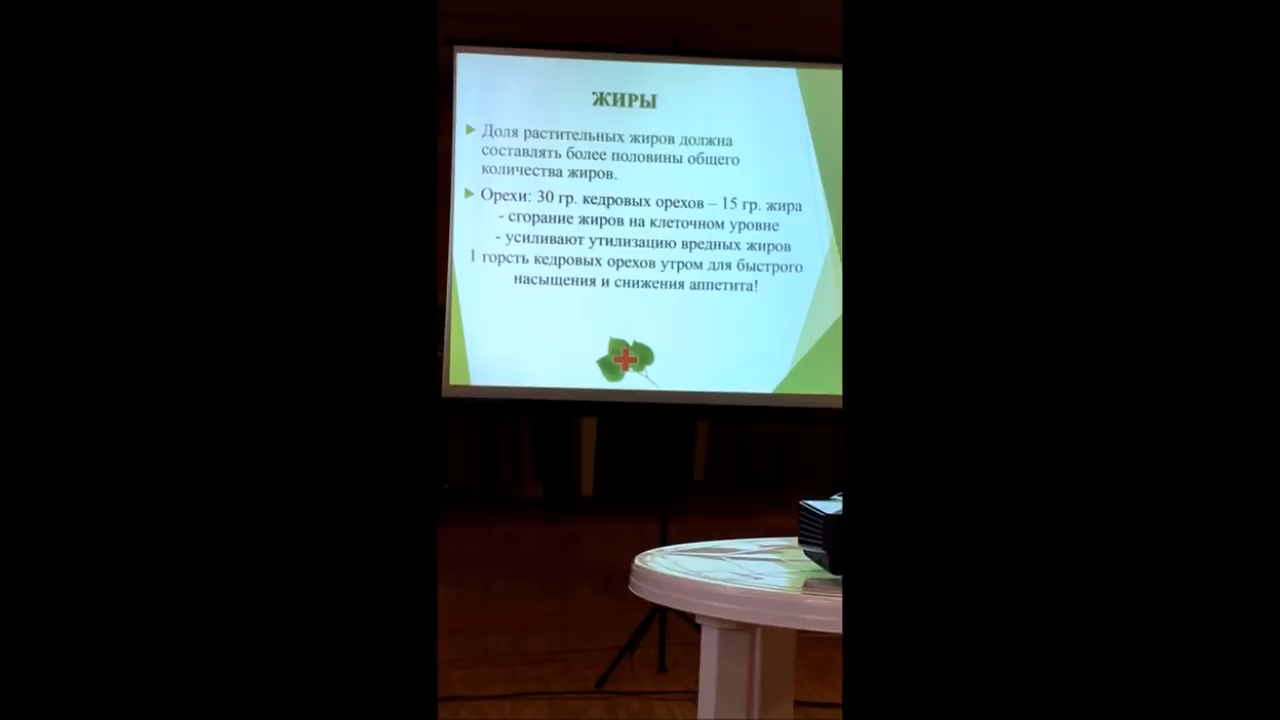 ЖИРЫ
Доля растительных жиров должна
составлять более половины общего
количества жиров.
Орехи: 30 гр. кедровых орехов – 15 гр. жира
- сгорание жиров на клеточном уровне
- усиливают утилизацию вредных жиров
1 горсть кедровых орехов утром для быстрого
насыщения и снижения аппетита!